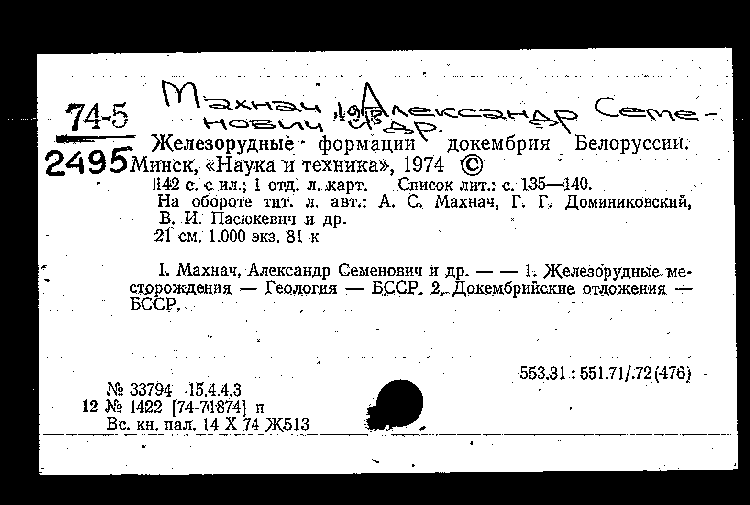 Махнач, Александр Семе-
нович и др.
74-5
2495
Железорудные формации докембрия Белоруссии.
Минск, «Наука и техника», 1974 ©
142 с. с ил.; 1 отд. л. карт. Список лит.: с. 135—140.
На обороте тит. л. авт.: А. С. Махнач, Г. Г. Доминиковский,
В. И. Пасюкевич и др.
21 см. 1.000 экз. 81 к
I. Махнач, Александр Семенович и др. — — 1. Железорудные ме-
сторождения — Геология — БССР. 2. Докембрийские отложения —
БССР.
553.31 : 551.71/.72 (476)
№ 33794 15.4.4.3
12 № 1422 [74-71874] п
Вс. кн. пал. 14 X 74 Ж513